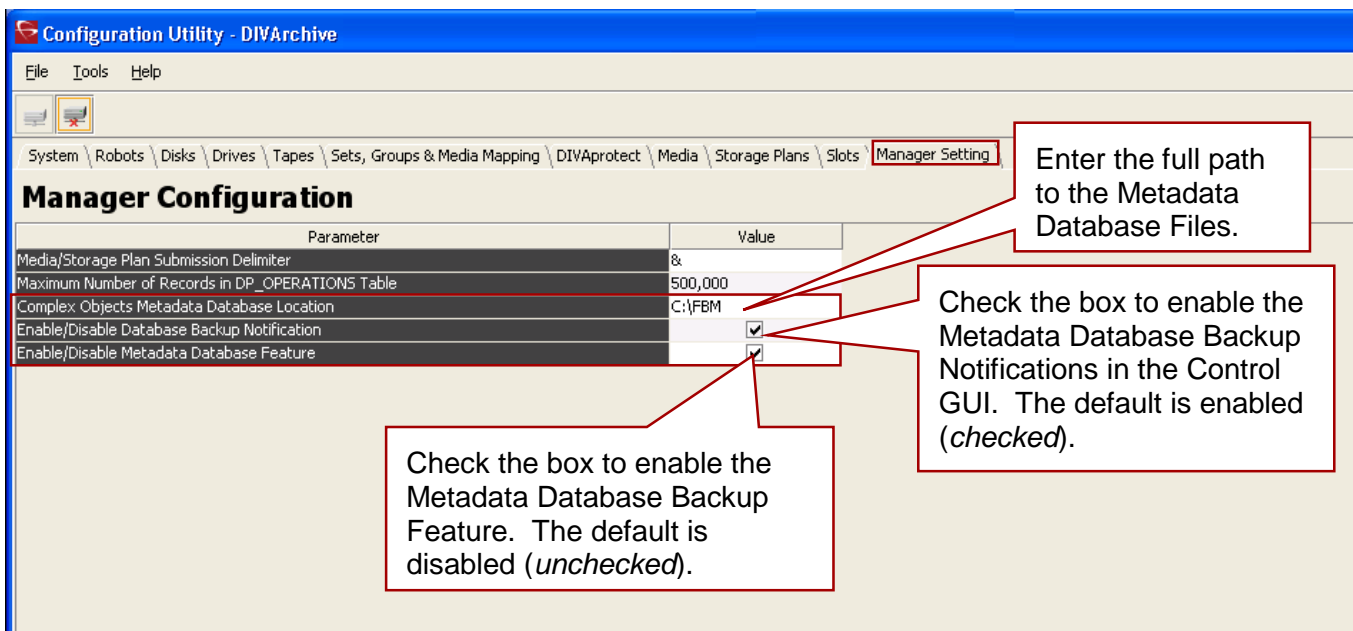 Configuration Utility - DIVArchive
File Tools Help
System \ Robots \ Disks \ Drives \ Tapes \ Sets, Groups & Media Mapping \ DIVAprotect \ Media \ Storage Plans \ Slots \ Manager Setting \
Manager Configuration
Parameter Value
Media/Storage Plan Submission Delimiter &
Maximum Number of Records in DP_OPERATIONS Table 500,000
Complex Objects Metadata Database Location C:\FBM
Enable/Disable Database Backup Notification
Enable/Disable Metadata Database Feature
Enter the full path
to the Metadata
Database Files.
Check the box to enable the
Metadata Database Backup
Notifications in the Control
GUI. The default is enabled
(checked).
Check the box to enable the
Metadata Database Backup
Feature. The default is
disabled (unchecked).